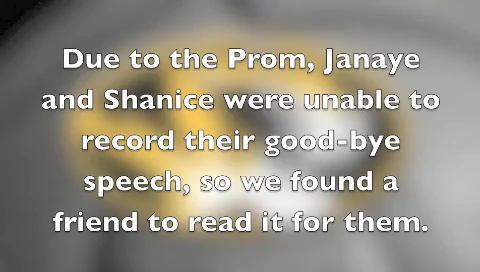 Due to the Prom, Janaye
and Shanice were unable to
record their good-bye
speech, so we found a
friend to read it for them.